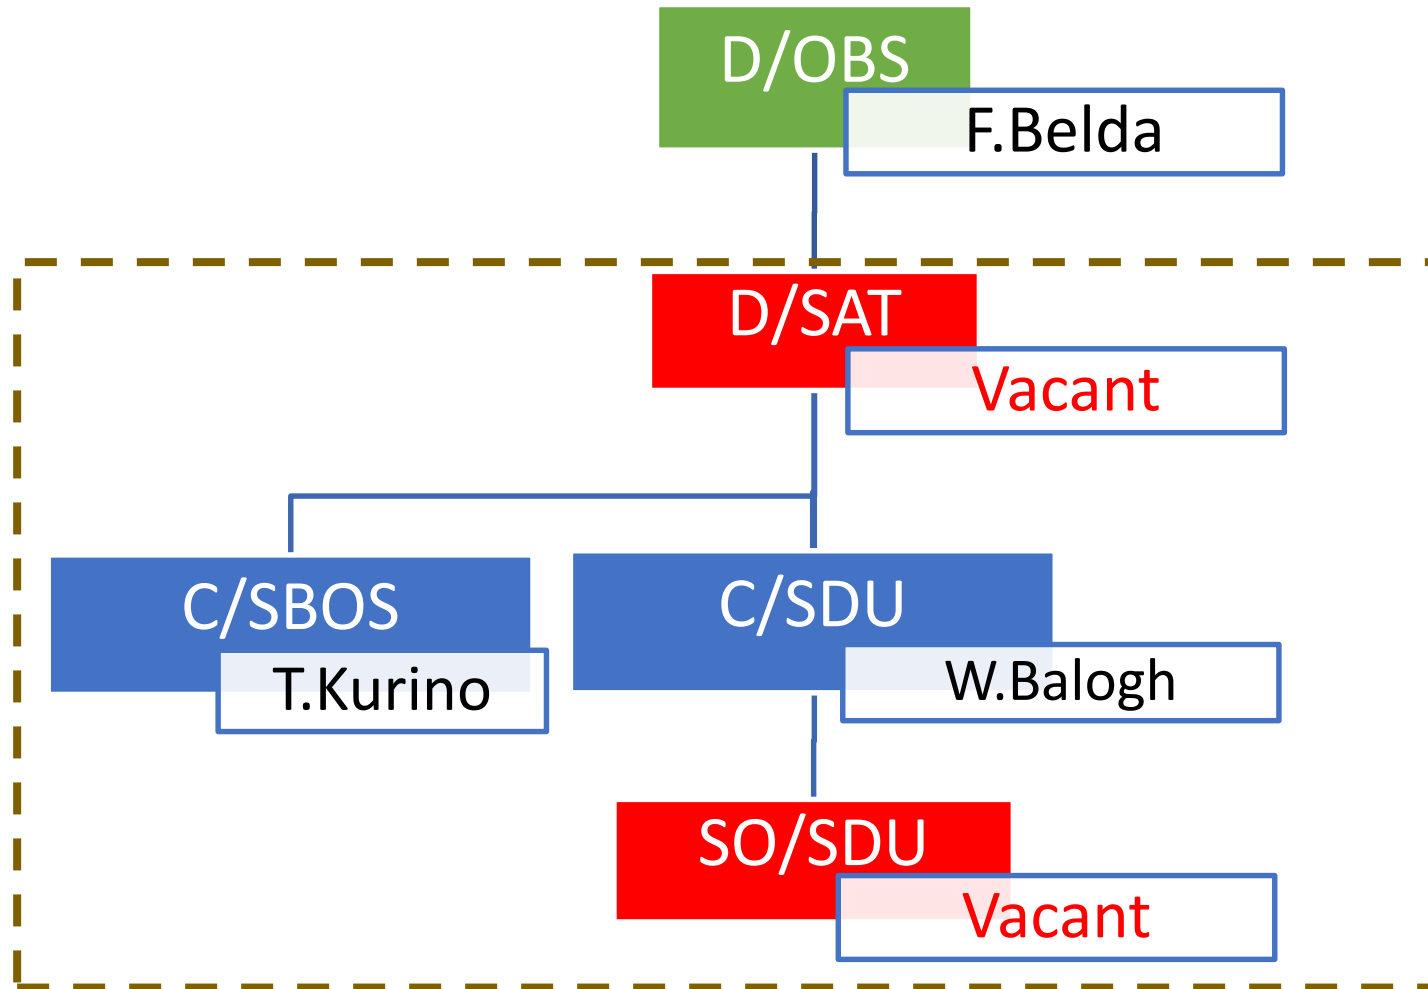 D/OBS
F.Belda
D/SAT
Vacant
C/SBOS
T.Kurino
C/SDU
W.Balogh
SO/SDU
Vacant